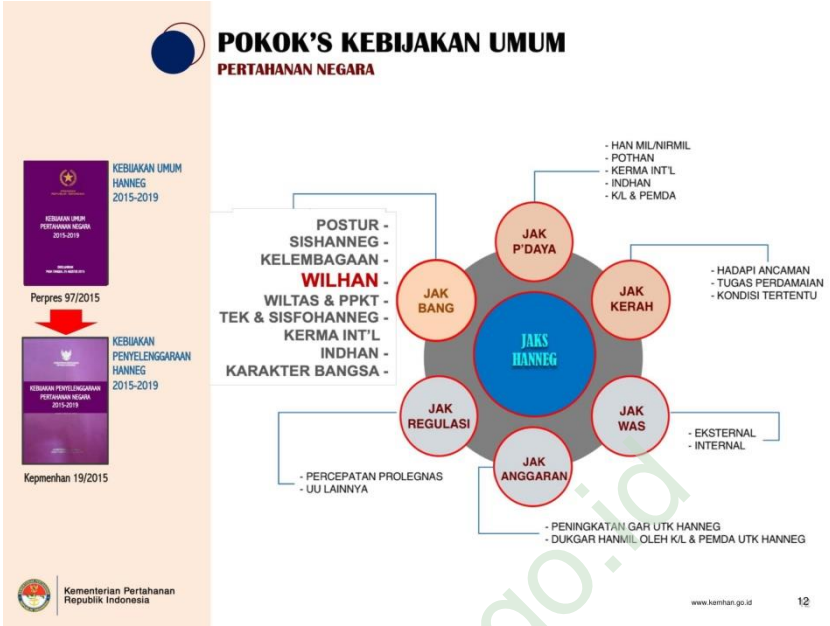 POKOK'S KEBIJAKAN UMUM
PERTAHANAN NEGARA
KEBIJAKAN UMUM
HANNEG
2015-2019
KEBIJAKAN UMUM
PERTAHANAN NEGARA
2015-2019
Perpres 97/2015
KEBIJAKAN
PENYELENGGARAAN
HANNEG
2015-2019
KEBIJAKAN PENYELENGGARAAN
PERTAHANAN NEGARA
2015-2019
Kepmenhan 19/2015
POSTUR -
SISHANNEG -
KELEMBAGAAN -
WILHAN -
WILTAS & PPKT -
TEK & SISFOHANNEG -
KERMA INT'L
INDHAN -
KARAKTER BANGSA -
JAK
BANG
JAK
P'DAYA
- HAN MIL/NIRMIL
- POTHAN
- KERMA INT'L
- INDHAN
- K/L & PEMDA
JAK
KERAH
- HADAPI ANCAMAN
- TUGAS PERDAMAIAN
- KONDISI TERTENTU
JAKS
HANNEG
JAK
REGULASI
- PERCEPATAN PROLEGNAS
- UU LAINNYA
JAK
ANGGARAN
- PENINGKATAN GAR UTK HANNEG
- DUKGAR HANMIL OLEH K/L & PEMDA UTK HANNEG
JAK
WAS
- EKSTERNAL
- INTERNAL
go.id
Kementerian Pertahanan
Republik Indonesia
www.kemhan.go.id
12